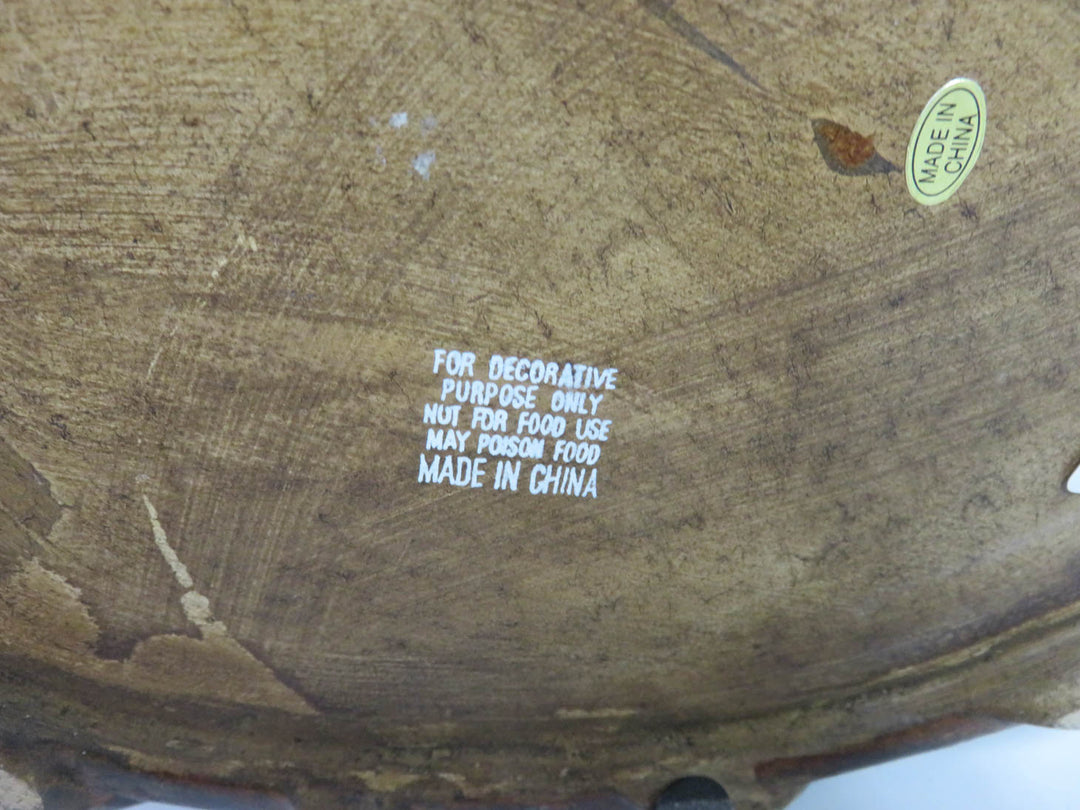 MADE IN
CHINA
FOR DECORATIVE
PURPOSE ONLY
NUT FOR FOOD USE
MAY POISON FOOD
MADE IN CHINA